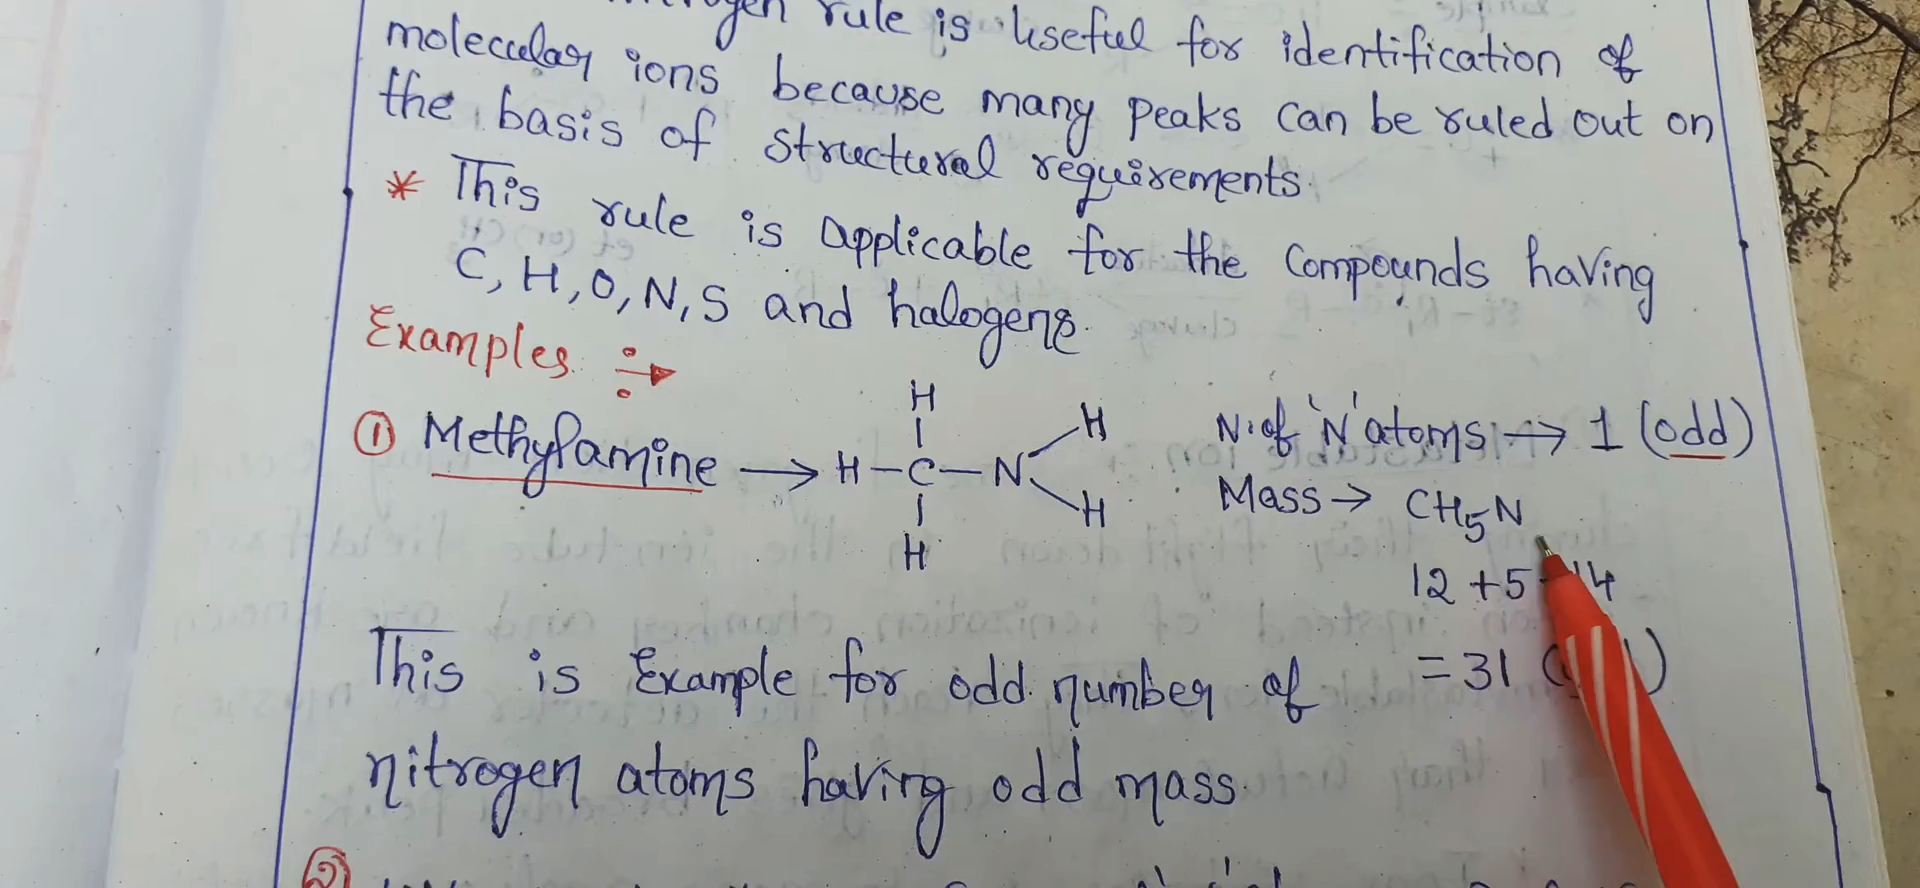 rule is useful for identification of
molecular ions because many peaks can be ruled out on
the basis of structural requirements.
* This rule is applicable for the compounds having
C, H, O, N, S and halogens.
Examples :→
① Methylamine → H–C–N
H
H
H
H
N. of 'N' atoms → 1 (odd)
Mass → CH5N
12 + 5 + 14
= 31
This is Example for odd number of
nitrogen atoms having odd mass.
②